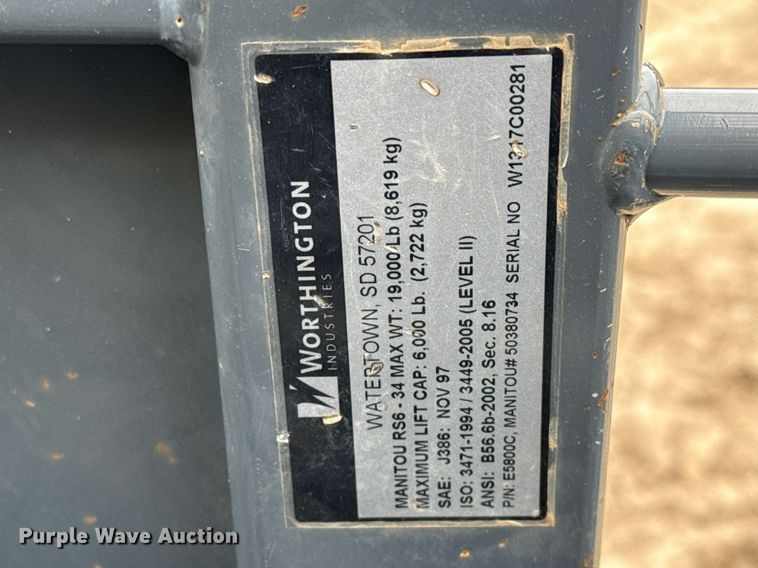 WORTHINGTON
INDUSTRIES
WATERTOWN, SD 57201
MANITOU RS6 - 34 MAX WT: 19,000 Lb (8,619 kg)
MAXIMUM LIFT CAP: 6,000 Lb. (2,722 kg)
SAE: J386: NOV 97
ISO: 3471-1994 / 3449-2005 (LEVEL II)
ANSI: B56.6b-2002, Sec. 8.16
P/N: E5800C, MANITOU# 50380734 SERIAL NO W1317C00281
Purple Wave Auction